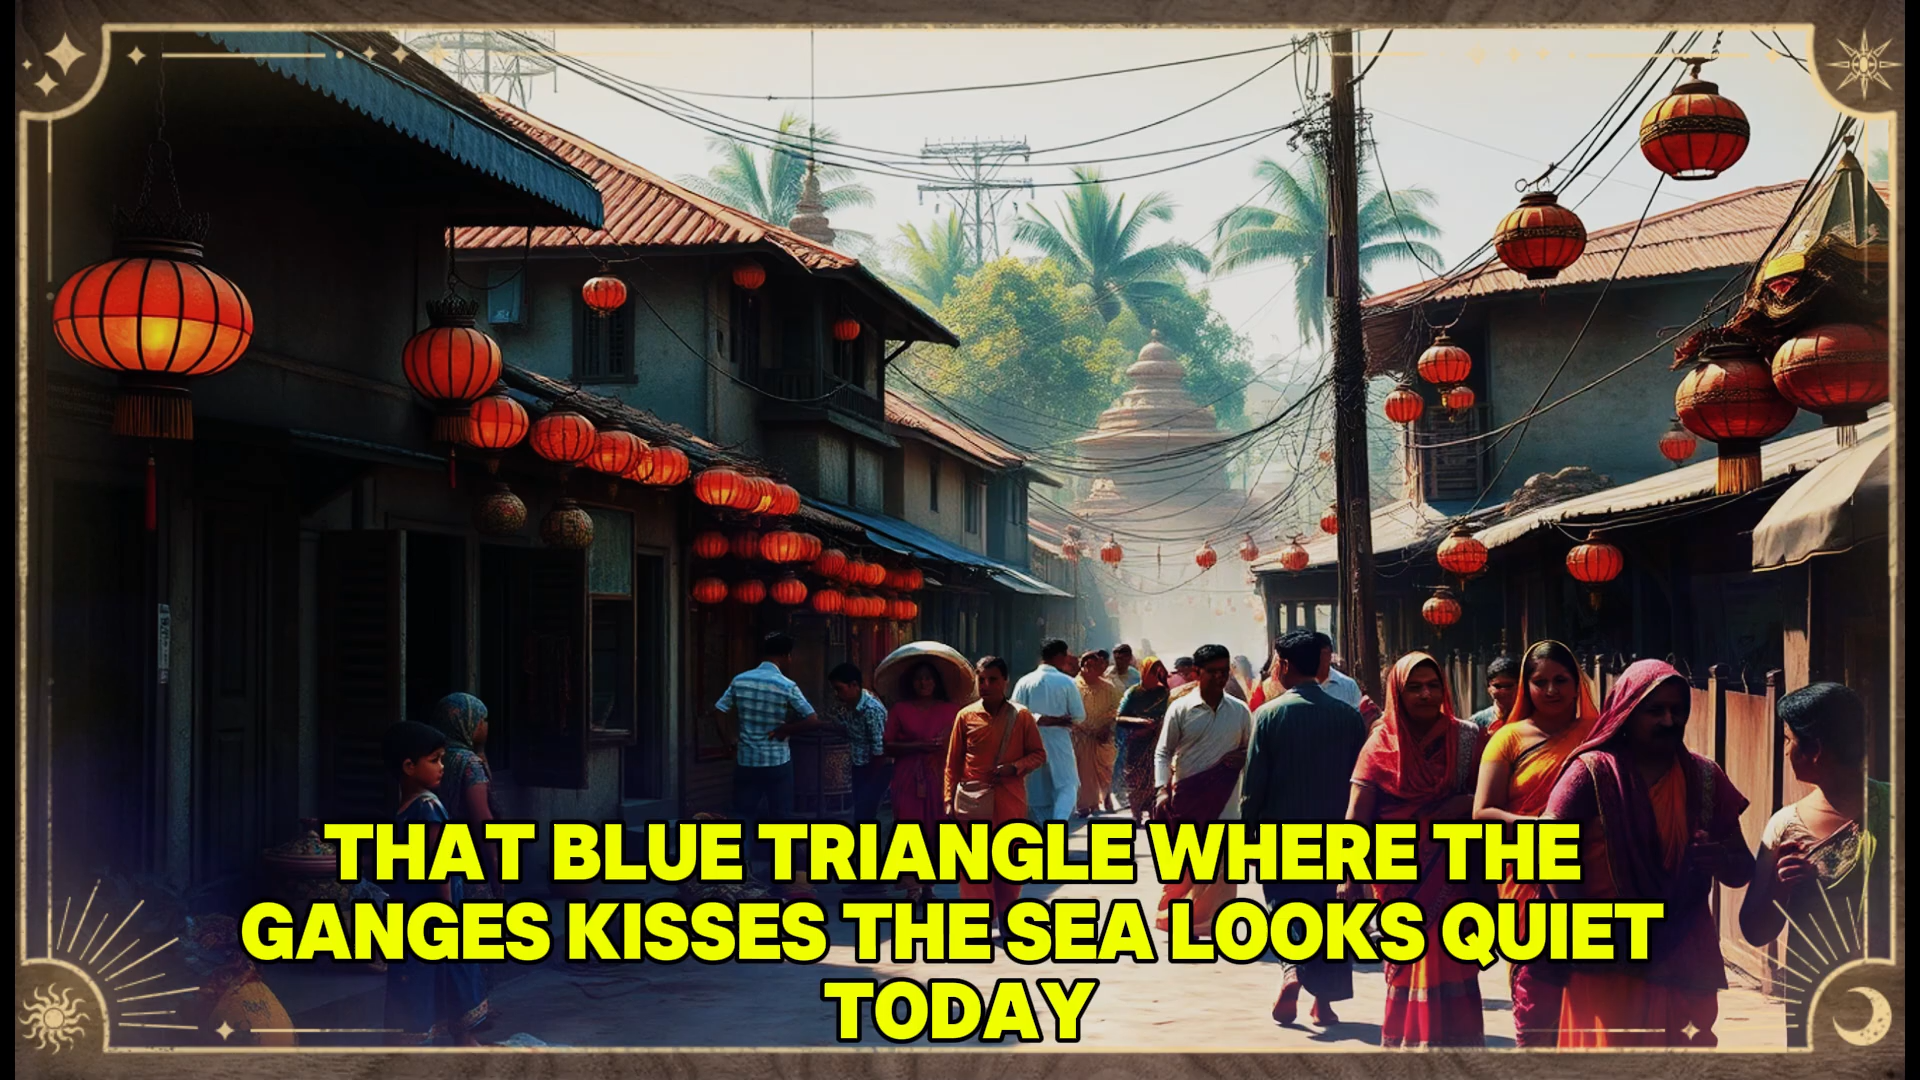 THAT BLUE TRIANGLE WHERE THE
GANGES KISSES THE SEA LOOKS QUIET
TODAY